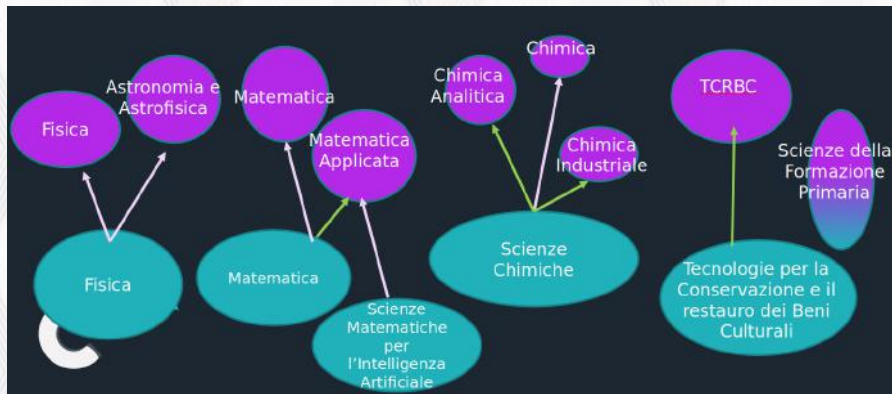 Fisica
Astronomia e
Astrofisica
Matematica
Matematica
Applicata
Chimica
Analitica
Chimica
Chimica
Industriale
TCRBC
Scienze della
Formazione
Primaria
Fisica
Matematica
Scienze
Matematiche
per
l'Intelligenza
Artificiale
Scienze
Chimiche
Tecnologie per la
Conservazione e il
restauro dei Beni
Culturali